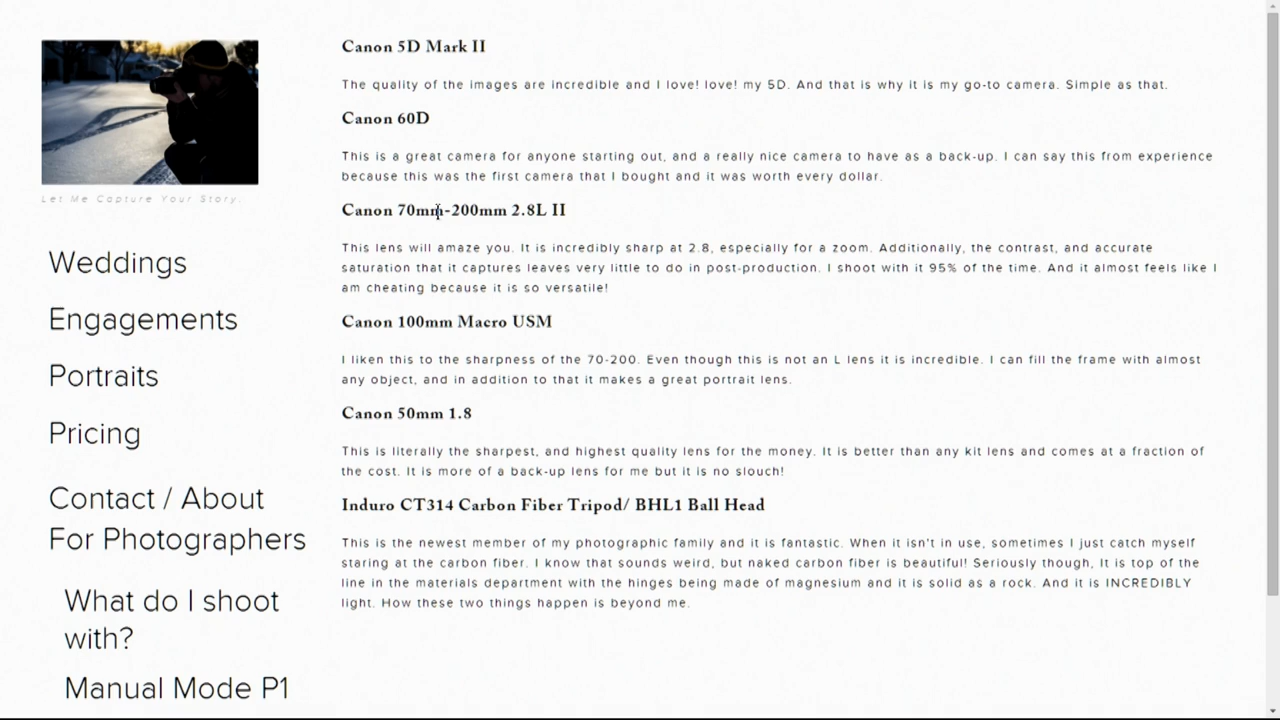 Let Me Capture Your Story.
Weddings
Engagements
Portraits
Pricing
Contact / About
For Photographers
What do I shoot
with?
Manual Mode P1
Canon 5D Mark II
The quality of the images are incredible and I love! love! my 5D. And that is why it is my go-to camera. Simple as that.
Canon 60D
This is a great camera for anyone starting out, and a really nice camera to have as a back-up. I can say this from experience
because this was the first camera that I bought and it was worth every dollar.
Canon 70mm-200mm 2.8L II
This lens will amaze you. It is incredibly sharp at 2.8, especially for a zoom. Additionally, the contrast, and accurate
saturation that it captures leaves very little to do in post-production. I shoot with it 95% of the time. And it almost feels like I
am cheating because it is so versatile!
Canon 100mm Macro USM
I liken this to the sharpness of the 70-200. Even though this is not an L lens it is incredible. I can fill the frame with almost
any object, and in addition to that it makes a great portrait lens.
Canon 50mm 1.8
This is literally the sharpest, and highest quality lens for the money. It is better than any kit lens and comes at a fraction of
the cost. It is more of a back-up lens for me but it is no slouch!
Induro CT314 Carbon Fiber Tripod/ BHL1 Ball Head
This is the newest member of my photographic family and it is fantastic. When it isn't in use, sometimes I just catch myself
staring at the carbon fiber. I know that sounds weird, but naked carbon fiber is beautiful! Seriously though, It is top of the
line in the materials department with the hinges being made of magnesium and it is solid as a rock. And it is INCREDIBLY
light. How these two things happen is beyond me.